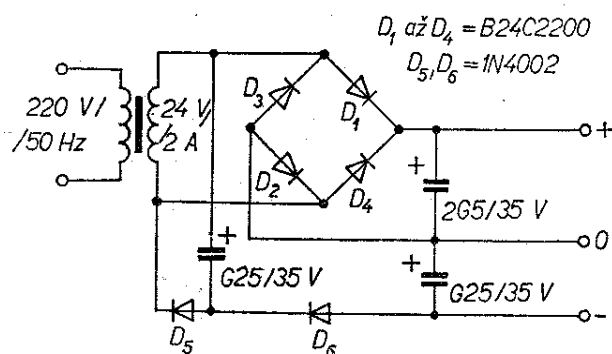 D1 až D4 = B24C2200
D5, D6 = 1N4002
220 V/
/50 Hz
24 V/
/2 A
D3
D1
D2
D4
+
+
2G5/35 V
0
+
G25/35 V
+
G25/35 V
-
D5
D6